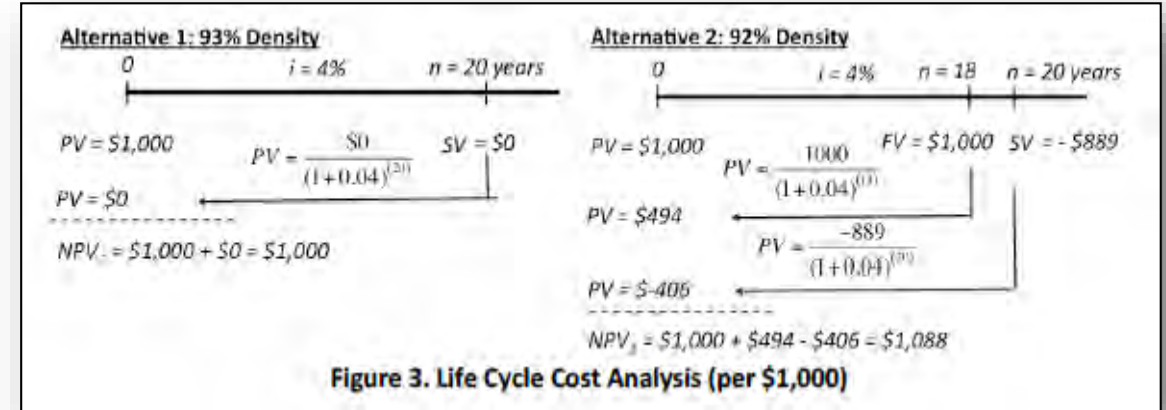 Alternative 1: 93% Density
0 i = 4% n = 20 years
PV = $1,000
PV = $0 / (1+0.04)^(20)
SV = $0
PV = $0
NPV₁ = $1,000 + $0 = $1,000
Alternative 2: 92% Density
0 i = 4% n = 18 n = 20 years
PV = $1,000
PV = 1000 / (1+0.04)
FV = $1,000 SV = - $889
PV = $494
PV = -889 / (1+0.04)^(20)
PV = $-406
NPV₂ = $1,000 + $494 - $406 = $1,088
Figure 3. Life Cycle Cost Analysis (per $1,000)